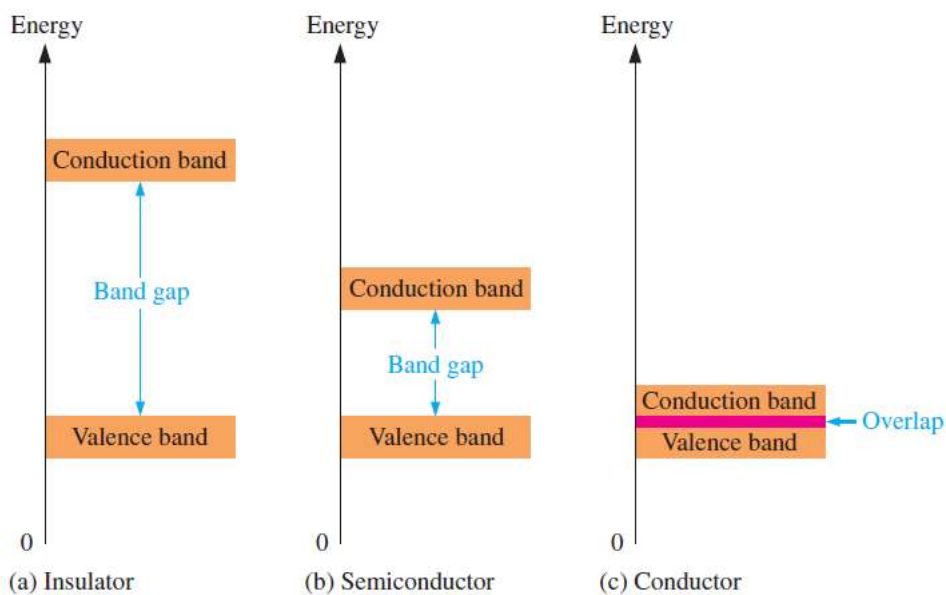 Energy
Conduction band
Band gap
Valence band
0
(a) Insulator
Energy
Conduction band
Band gap
Valence band
0
(b) Semiconductor
Energy
Conduction band
Overlap
Valence band
0
(c) Conductor